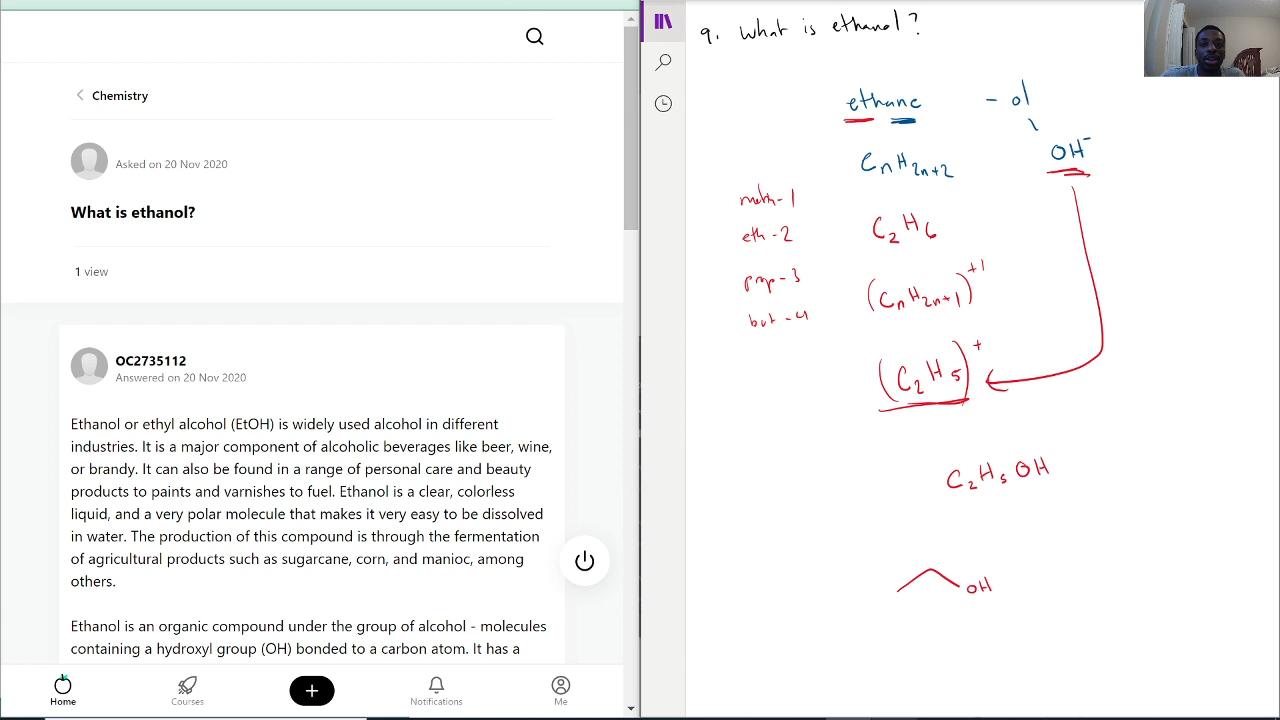 Chemistry
Asked on 20 Nov 2020
What is ethanol?
1 view
OC2735112
Answered on 20 Nov 2020
Ethanol or ethyl alcohol (EtOH) is widely used alcohol in different
industries. It is a major component of alcoholic beverages like beer, wine,
or brandy. It can also be found in a range of personal care and beauty
products to paints and varnishes to fuel. Ethanol is a clear, colorless
liquid, and a very polar molecule that makes it very easy to be dissolved
in water. The production of this compound is through the fermentation
of agricultural products such as sugarcane, corn, and manioc, among
others.
Ethanol is an organic compound under the group of alcohol - molecules
containing a hydroxyl group (OH) bonded to a carbon atom. It has a
Home
Courses
Notifications
Me
9. What is ethanol?
ethane - ol
OH⁻
CₙH₂ₙ₊₂
meth-1
eth-2
prop-3
but-4
C₂H₆
(CₙH₂ₙ₊₁)⁺¹
(C₂H₅)⁺
C₂H₅OH
OH